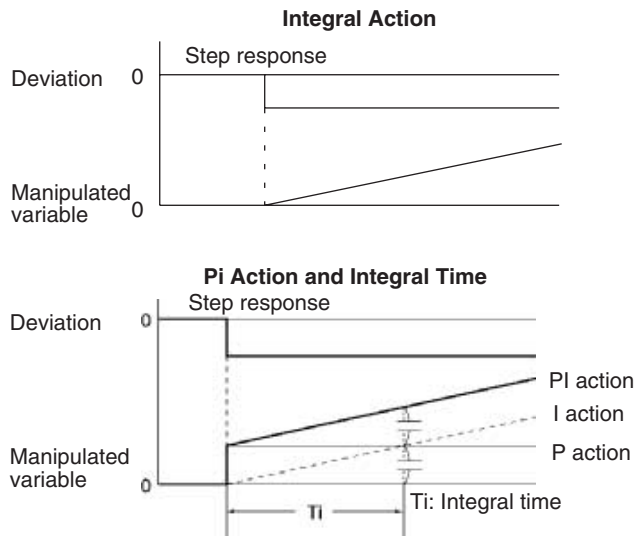 Integral Action
Step response
Deviation 0
Manipulated
variable 0
Pi Action and Integral Time
Step response
Deviation 0
PI action
I action
P action
Manipulated
variable 0
Ti: Integral time
Ti